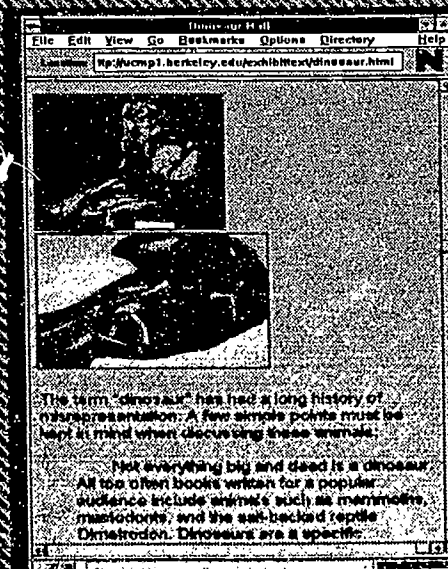 Dinosaur Hall
File Edit View Go Bookmarks Options Directory Help
Location: ftp://ucmp1.berkeley.edu/exhibittext/dinosaur.html
N
The term "dinosaur" has had a long history of
misrepresentation. A few simple points must be
kept in mind when discussing these animals:
Not everything big and dead is a dinosaur.
All too often books written for a popular
audience include animals such as mammoths,
mastodonts, and the sail-backed reptile
Dimetrodon. Dinosaurs are a specific